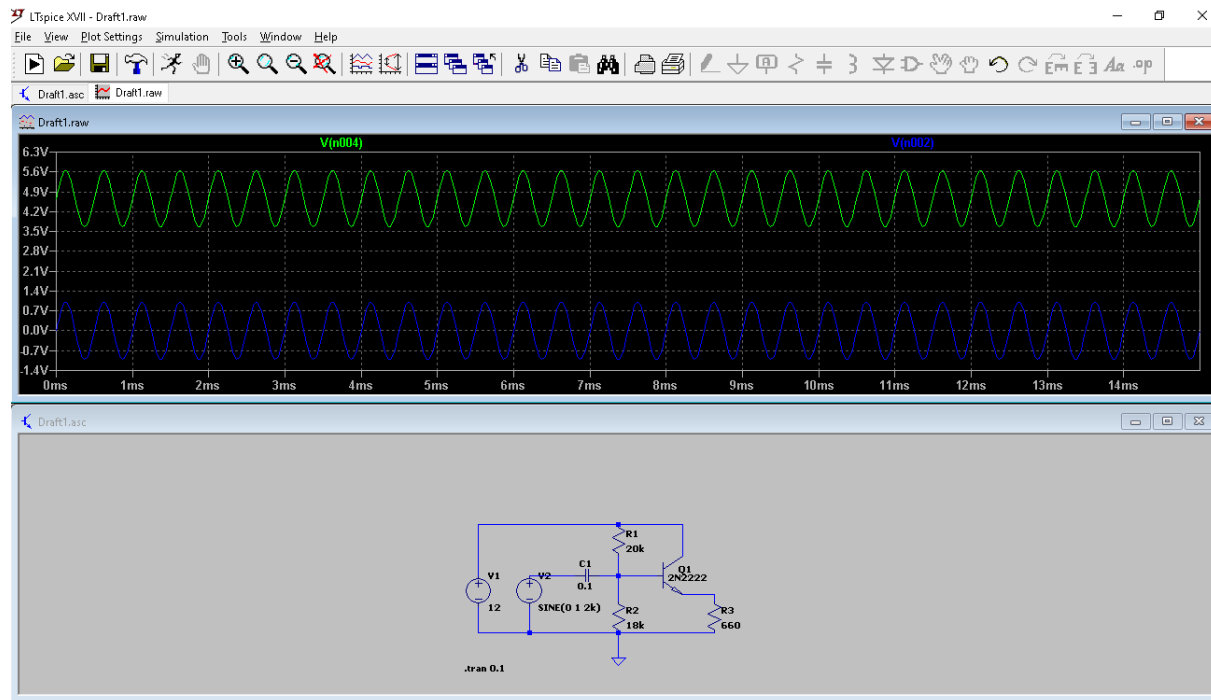 LTspice XVII - Draft1.raw
File View Plot Settings Simulation Tools Window Help
Draft1.asc Draft1.raw
Draft1.raw
V(n004) V(n002)
6.3V
5.6V
4.9V
4.2V
3.5V
2.8V
2.1V
1.4V
0.7V
0.0V
-0.7V
-1.4V
0ms 1ms 2ms 3ms 4ms 5ms 6ms 7ms 8ms 9ms 10ms 11ms 12ms 13ms 14ms
Draft1.asc
R1
20k
C1
0.1
Q1
2N2222
V1
12
V2
SINE(0 1 2k)
R2
18k
R3
660
.tran 0.1